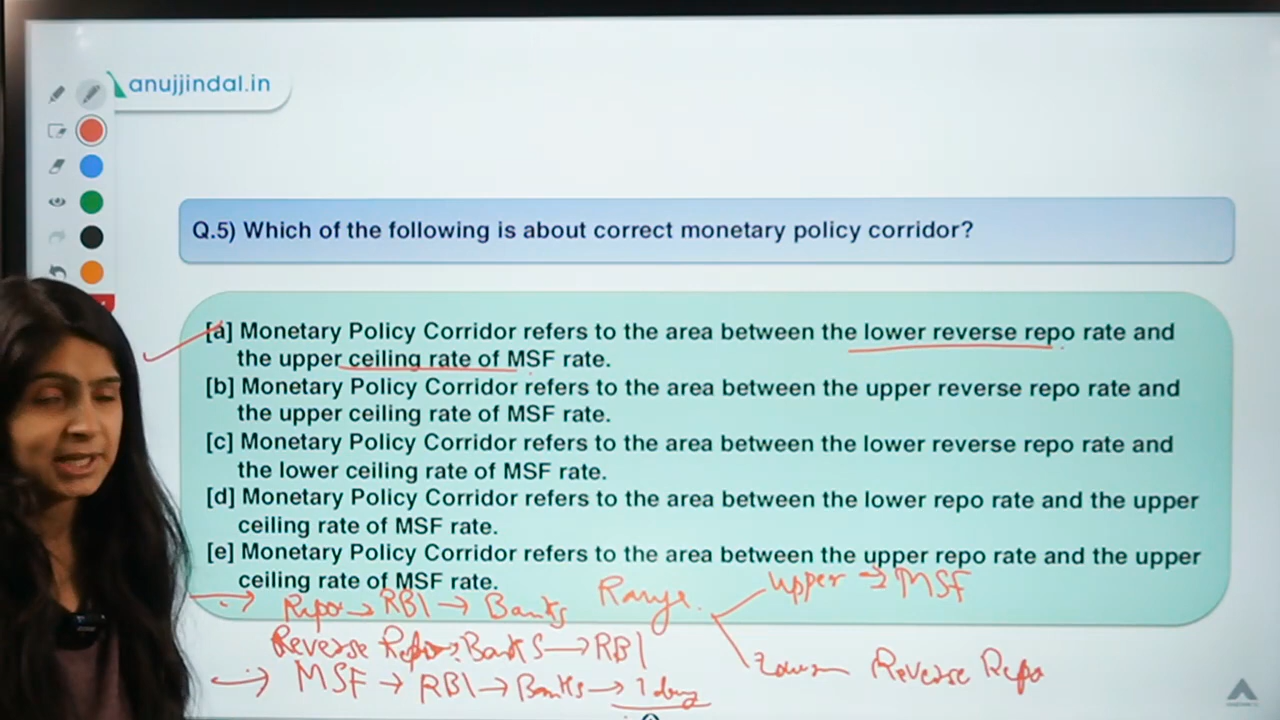 anujjindal.in
Q.5) Which of the following is about correct monetary policy corridor?
[a] Monetary Policy Corridor refers to the area between the lower reverse repo rate and
the upper ceiling rate of MSF rate.
[b] Monetary Policy Corridor refers to the area between the upper reverse repo rate and
the upper ceiling rate of MSF rate.
[c] Monetary Policy Corridor refers to the area between the lower reverse repo rate and
the lower ceiling rate of MSF rate.
[d] Monetary Policy Corridor refers to the area between the lower repo rate and the upper
ceiling rate of MSF rate.
[e] Monetary Policy Corridor refers to the area between the upper repo rate and the upper
ceiling rate of MSF rate.
Repo → RBI → Banks
Range
Upper → MSF
Reverse Repo → Banks → RBI
Reverse Repo
MSF → RBI → Banks → 1 day